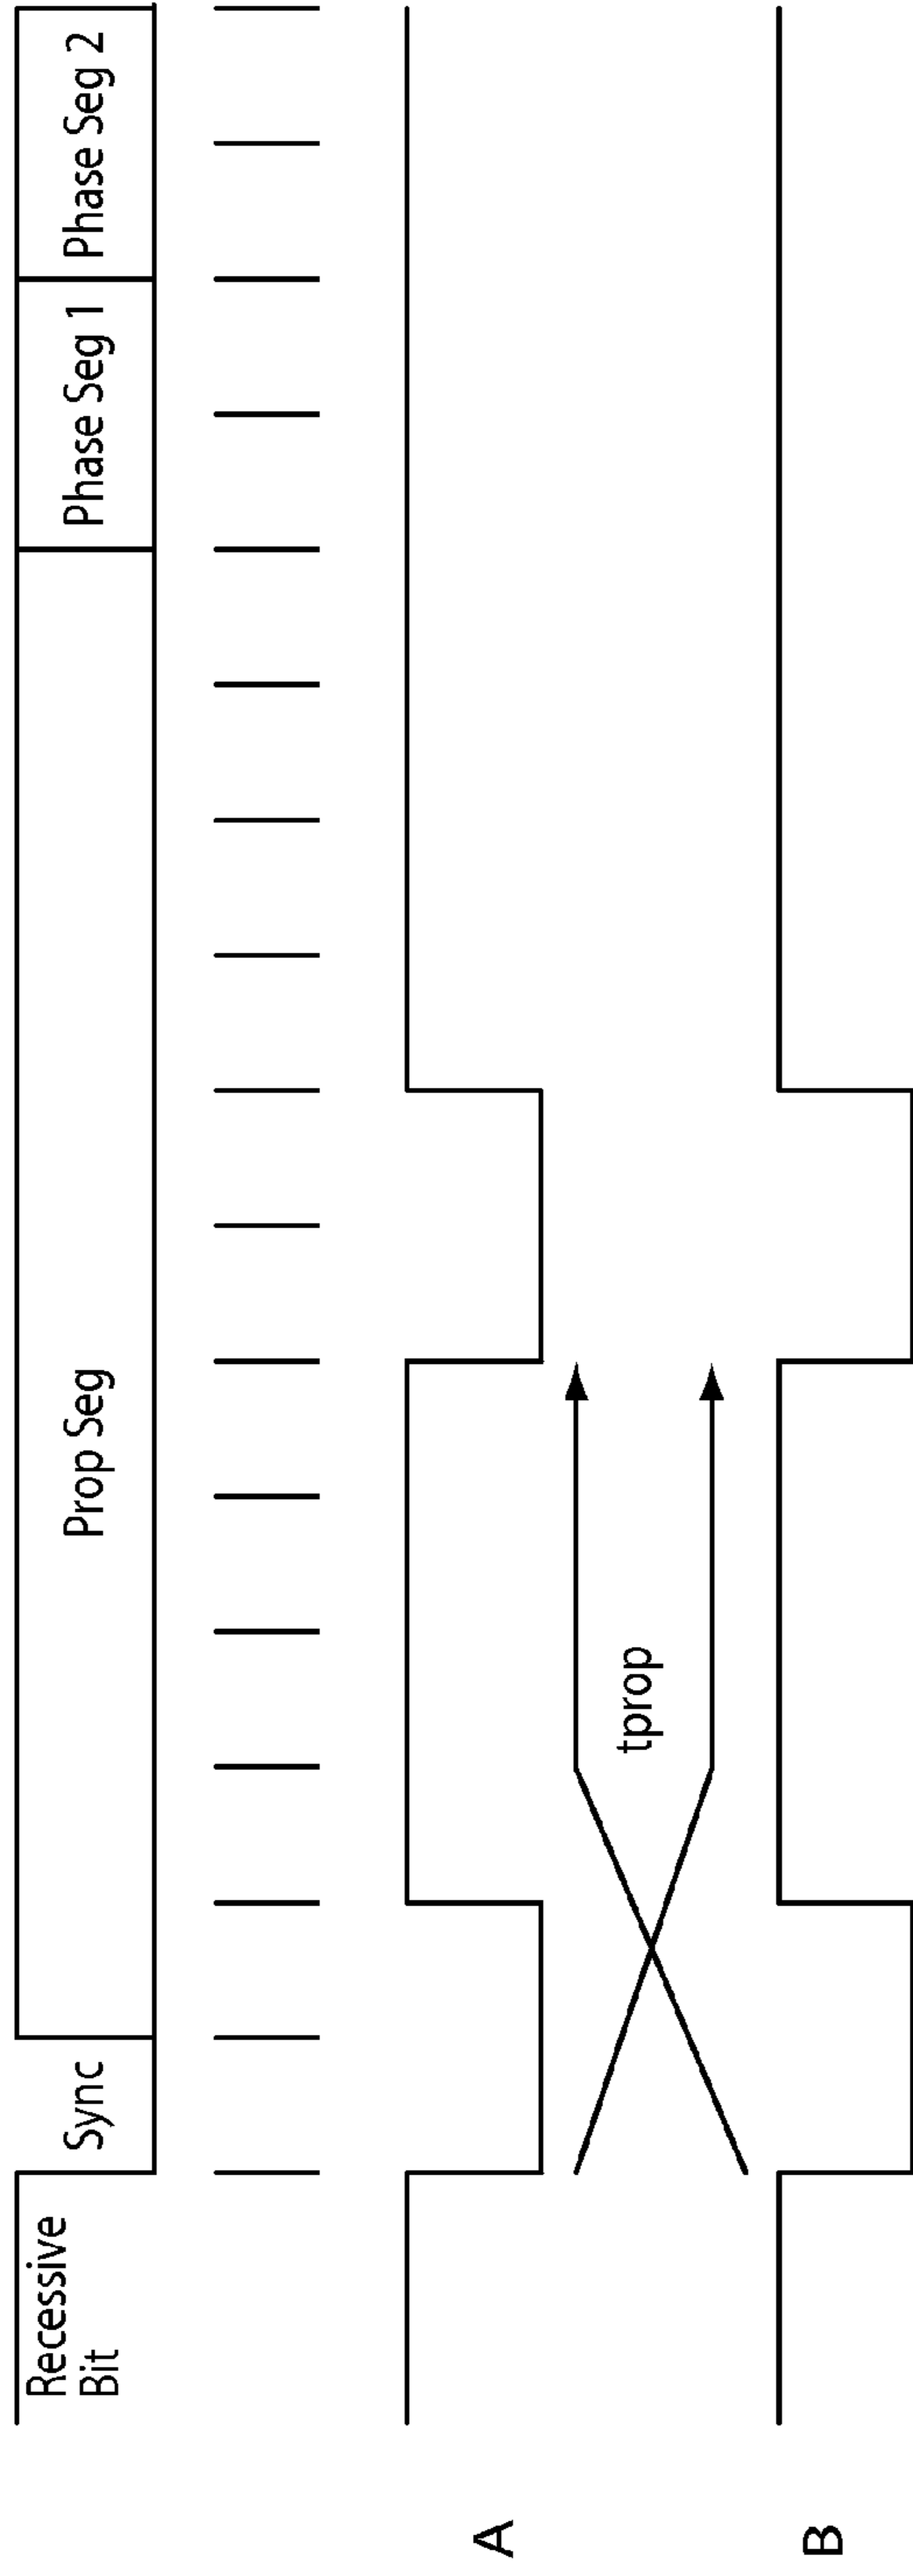 Recessive
Bit
Sync
Prop Seg
Phase Seg 1
Phase Seg 2
A
tprop
B